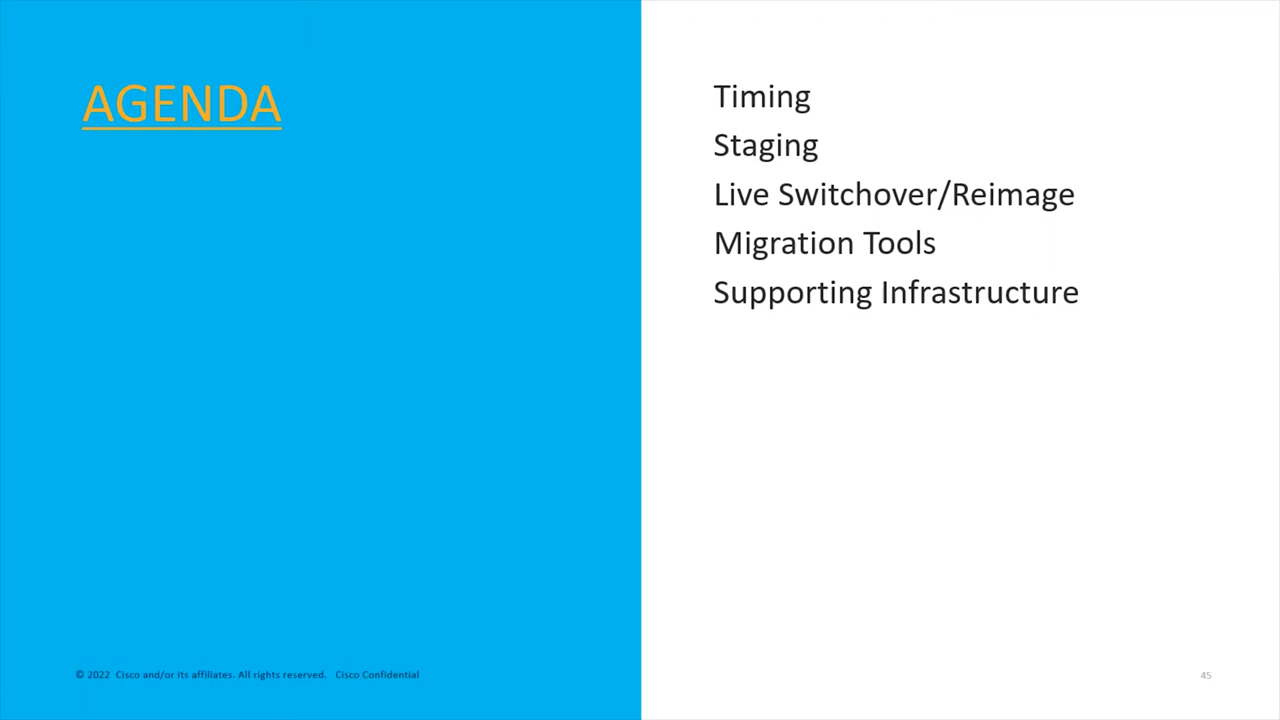 AGENDA
Timing
Staging
Live Switchover/Reimage
Migration Tools
Supporting Infrastructure
© 2022 Cisco and/or its affiliates. All rights reserved. Cisco Confidential
45